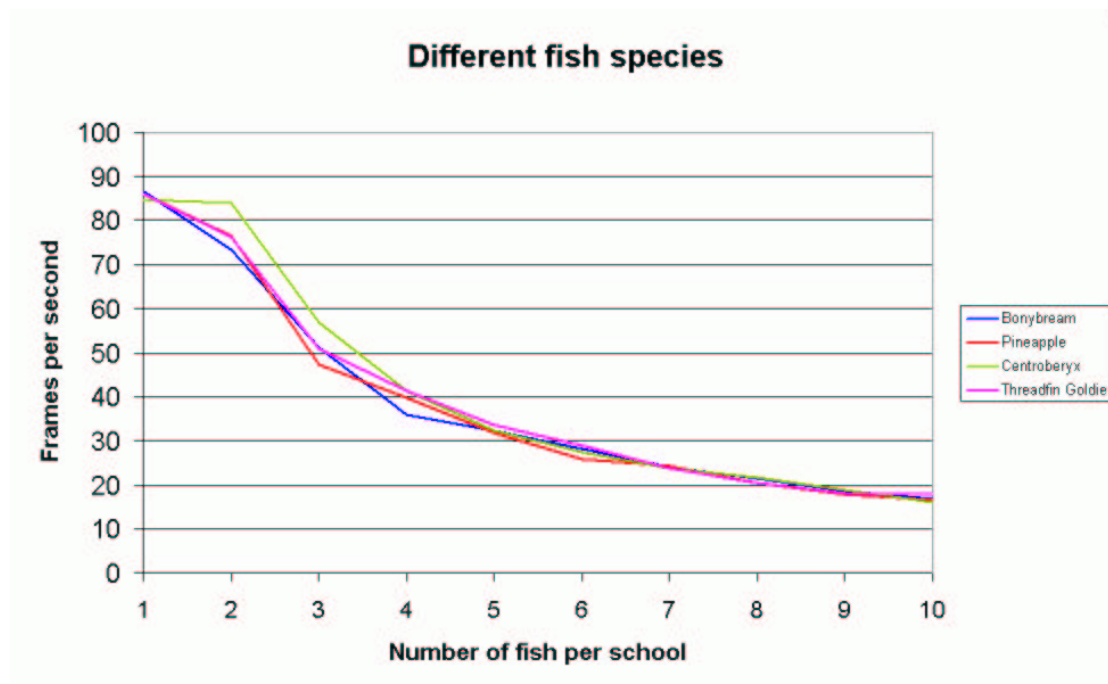 Different fish species
100
90
80
70
60
50
40
30
20
10
0
Frames per second
1 2 3 4 5 6 7 8 9 10
Number of fish per school
Bonybream
Pineapple
Centroberyx
Threadfin Goldie